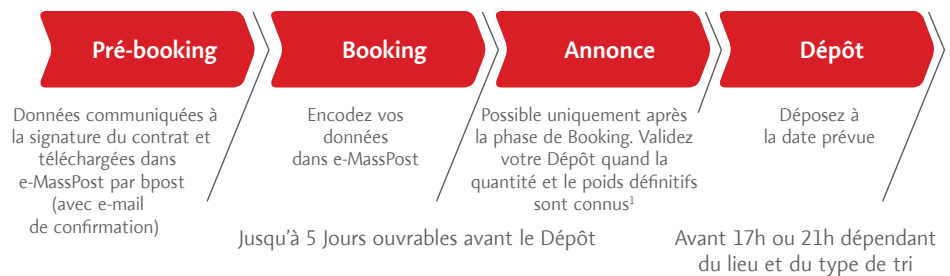 Pré-booking
Booking
Annonce
Dépôt
Données communiquées à
la signature du contrat et
téléchargées dans
e-MassPost par bpost
(avec e-mail
de confirmation)
Encodez vos
données
dans e-MassPost
Possible uniquement après
la phase de Booking. Validez
votre Dépôt quand la
quantité et le poids définitifs
sont connus¹
Déposez à
la date prévue
Jusqu'à 5 Jours ouvrables avant le Dépôt
Avant 17h ou 21h dépendant
du lieu et du type de tri